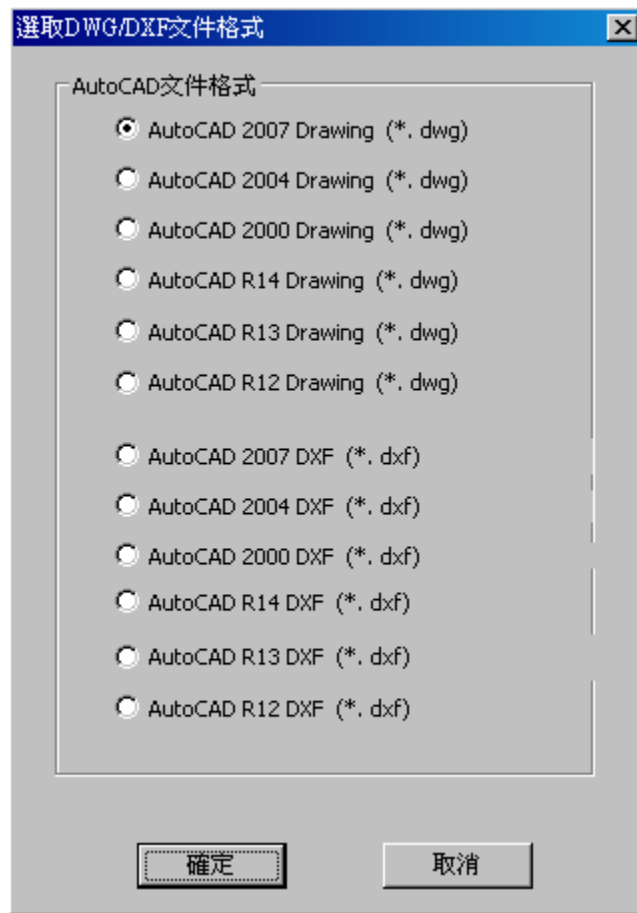 選取DWG/DXF文件格式
AutoCAD文件格式
AutoCAD 2007 Drawing (*. dwg)
AutoCAD 2004 Drawing (*. dwg)
AutoCAD 2000 Drawing (*. dwg)
AutoCAD R14 Drawing (*. dwg)
AutoCAD R13 Drawing (*. dwg)
AutoCAD R12 Drawing (*. dwg)
AutoCAD 2007 DXF (*. dxf)
AutoCAD 2004 DXF (*. dxf)
AutoCAD 2000 DXF (*. dxf)
AutoCAD R14 DXF (*. dxf)
AutoCAD R13 DXF (*. dxf)
AutoCAD R12 DXF (*. dxf)
確定 取消